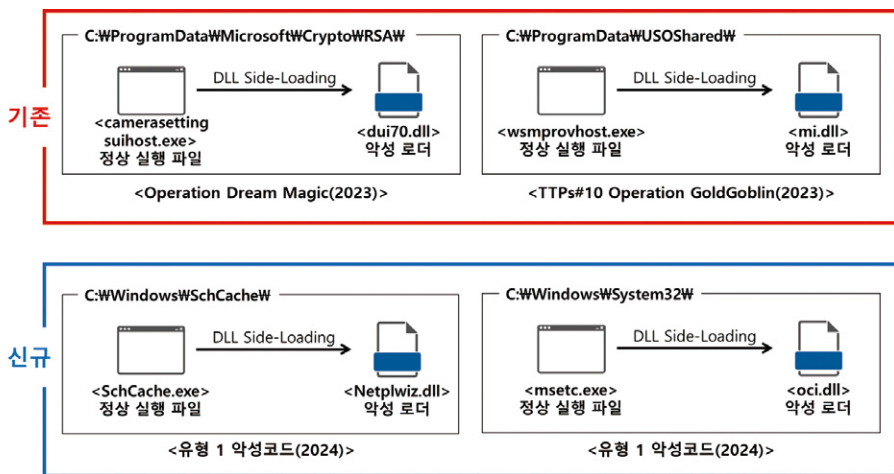 기존
C:₩ProgramData₩Microsoft₩Crypto₩RSA₩
DLL Side-Loading
<camerasetting
suihost.exe>
정상 실행 파일
<dui70.dll>
악성 로더
<Operation Dream Magic(2023)>
C:₩ProgramData₩USOShared₩
DLL Side-Loading
<wsmprovhost.exe>
정상 실행 파일
<mi.dll>
악성 로더
<TTPs#10 Operation GoldGoblin(2023)>
신규
C:₩Windows₩SchCache₩
DLL Side-Loading
<SchCache.exe>
정상 실행 파일
<Netplwiz.dll>
악성 로더
<유형 1 악성코드(2024)>
C:₩Windows₩System32₩
DLL Side-Loading
<msetc.exe>
정상 실행 파일
<oci.dll>
악성 로더
<유형 1 악성코드(2024)>